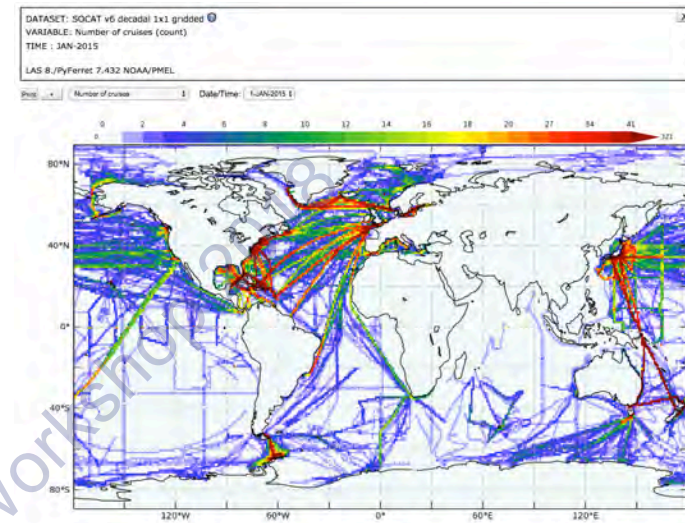 DATASET: SOCAT v6 decadal 1x1 gridded
VARIABLE: Number of cruises (count)
TIME : JAN-2015
LAS 8./PyFerret 7.432 NOAA/PMEL
Number of cruises Date/Time: 1-JAN-2015
0 2 4 6 8 10 12 14 16 18 20 27 34 41
0. 321
80°N
40°N
0°
40°S
80°S
120°W 60°W 0° 60°E 120°E
workshop 2018